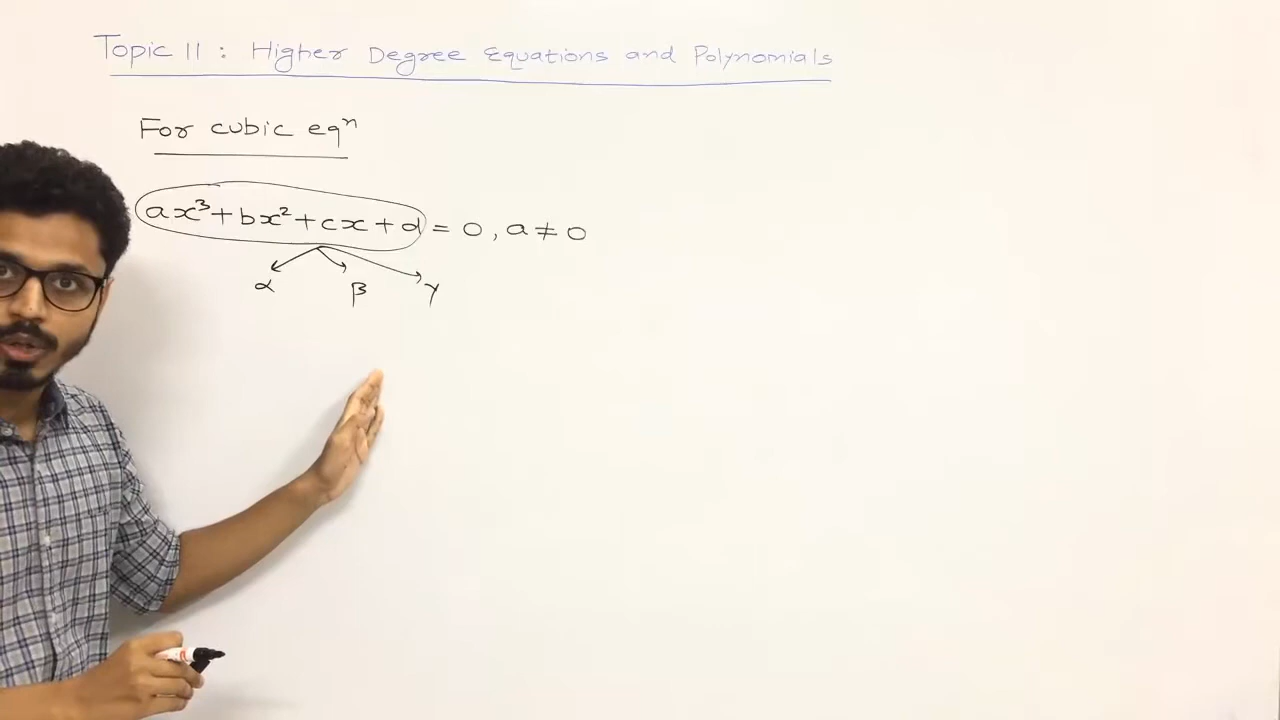 Topic 11 : Higher Degree Equations and Polynomials
For cubic eqⁿ
ax³ + bx² + cx + d = 0 , a ≠ 0
α β γ